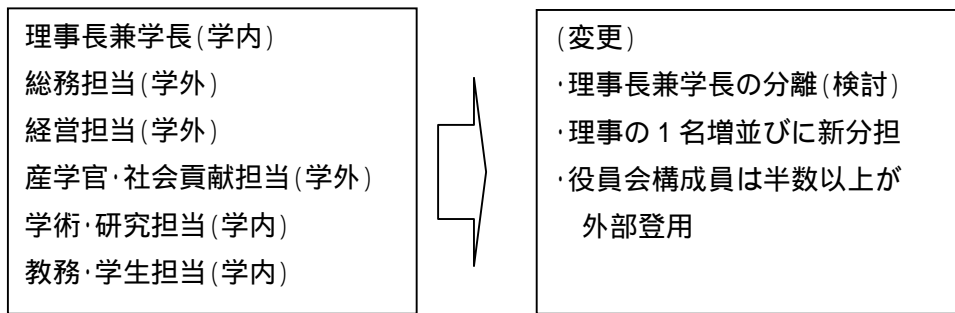 理事長兼学長(学内)
総務担当(学外)
経営担当(学外)
産学官・社会貢献担当(学外)
学術・研究担当(学内)
教務・学生担当(学内)
(変更)
・理事長兼学長の分離(検討)
・理事の1名増並びに新分担
・役員会構成員は半数以上が
外部登用